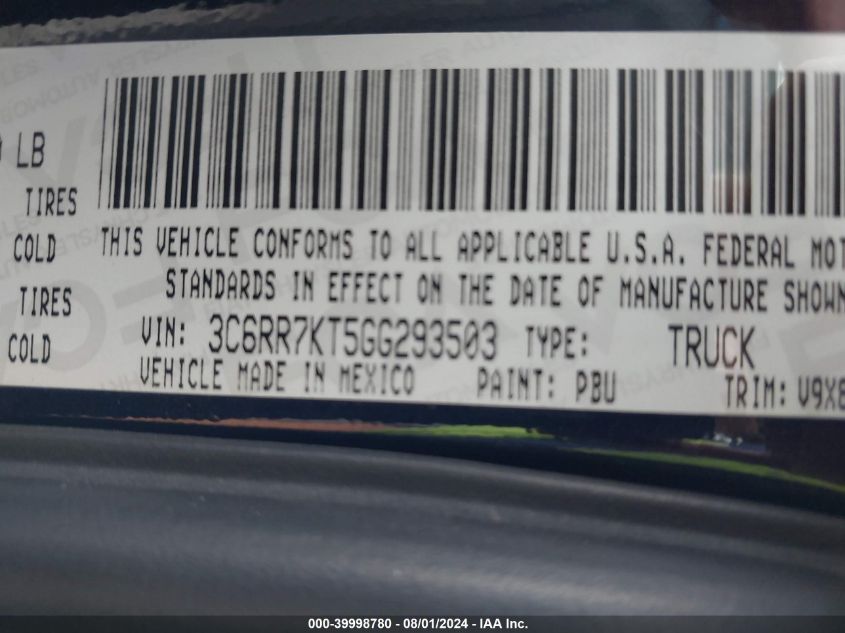 LB
TIRES
COLD
TIRES
COLD
THIS VEHICLE CONFORMS TO ALL APPLICABLE U.S.A. FEDERAL MOT
STANDARDS IN EFFECT ON THE DATE OF MANUFACTURE SHOWN
VIN: 3C6RR7KT5GG293503 TYPE: TRUCK
VEHICLE MADE IN MEXICO PAINT: PBU TRIM: V9X8
000-39998780 - 08/01/2024 - IAA Inc.